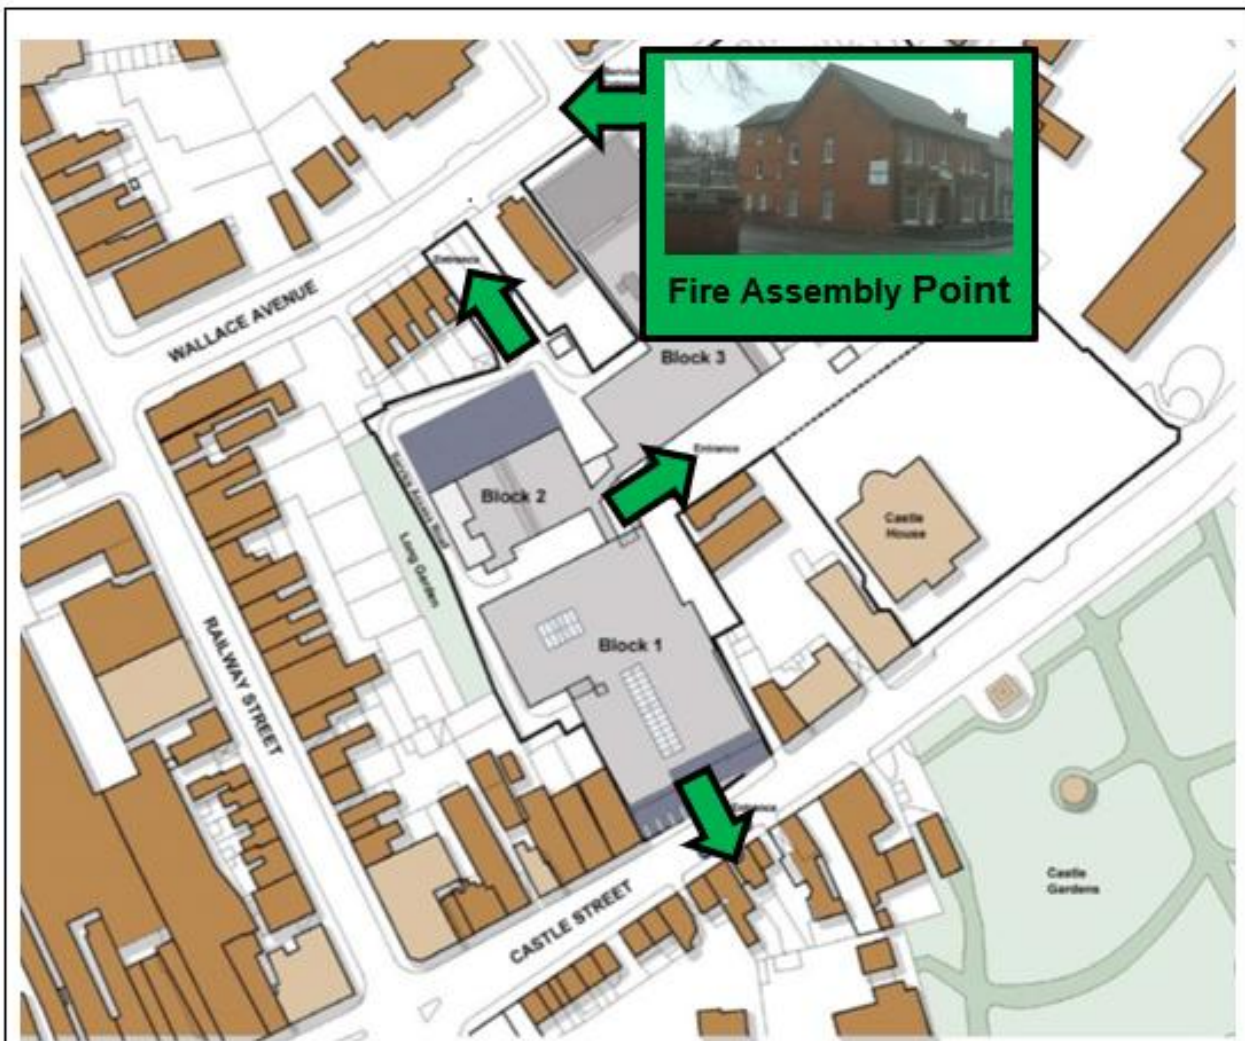 Fire Assembly Point
Entrance
WALLACE AVENUE
Block 3
Entrance
Block 2
Service Access Road
Long Garden
Castle
House
Block 1
RAILWAY STREET
Entrance
Castle
Gardens
CASTLE STREET